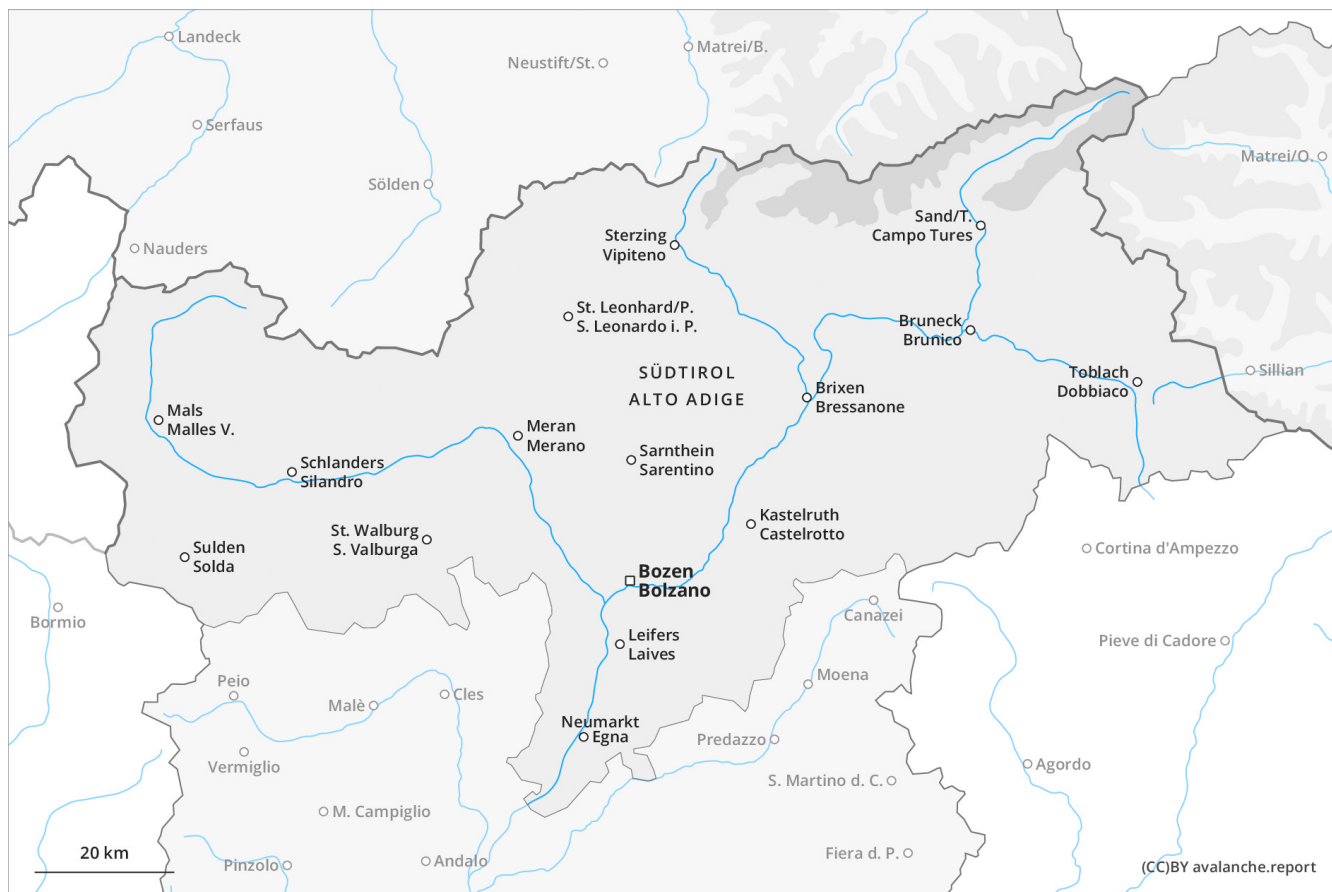 Landeck
Matrei/B.
Neustift/St.
Serfaus
Matrei/O.
Sölden
Nauders
Sand/T.
Campo Tures
Sterzing
Vipiteno
St. Leonhard/P.
S. Leonardo i. P.
Bruneck
Brunico
SÜDTIROL
ALTO ADIGE
Toblach
Dobbiaco
Sillian
Brixen
Bressanone
Mals
Malles V.
Meran
Merano
Sarnthein
Sarentino
Schlanders
Silandro
Kastelruth
Castelrotto
St. Walburg
S. Valburga
Sulden
Solda
Cortina d'Ampezzo
Bozen
Bolzano
Bormio
Canazei
Leifers
Laives
Pieve di Cadore
Moena
Peio
Malè
Cles
Neumarkt
Egna
Predazzo
Vermiglio
Agordo
S. Martino d. C.
M. Campiglio
20 km
Pinzolo
Andalo
Fiera d. P.
(CC)BY avalanche.report